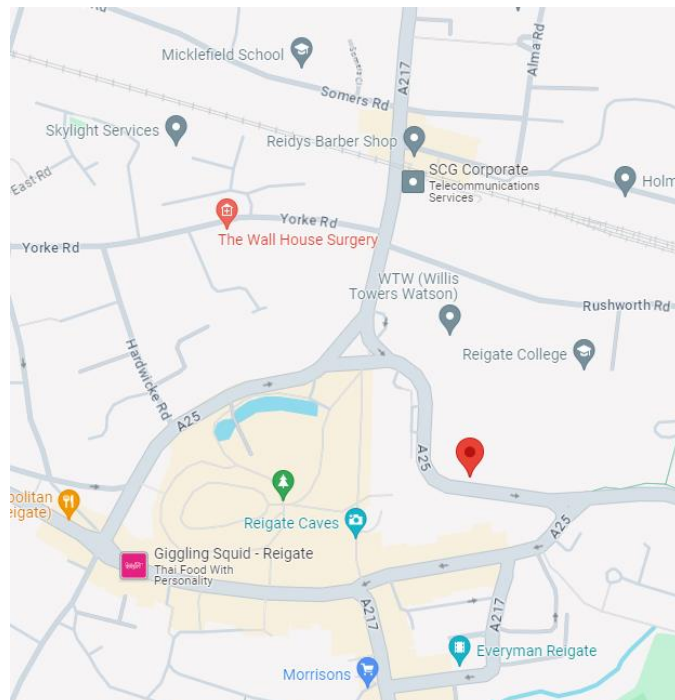 Rd
Micklefield School
A217
Alma Rd
Somers Rd
Skylight Services
Reidys Barber Shop
SCG Corporate
Telecommunications
Services
Holm
East Rd
Yorke Rd
The Wall House Surgery
Yorke Rd
WTW (Willis
Towers Watson)
Rushworth Rd
Reigate College
Hardwicke Rd
A25
A25
politan
eigate)
Reigate Caves
A25
Giggling Squid - Reigate
Thai Food With
Personality
A217
A217
Everyman Reigate
Morrisons